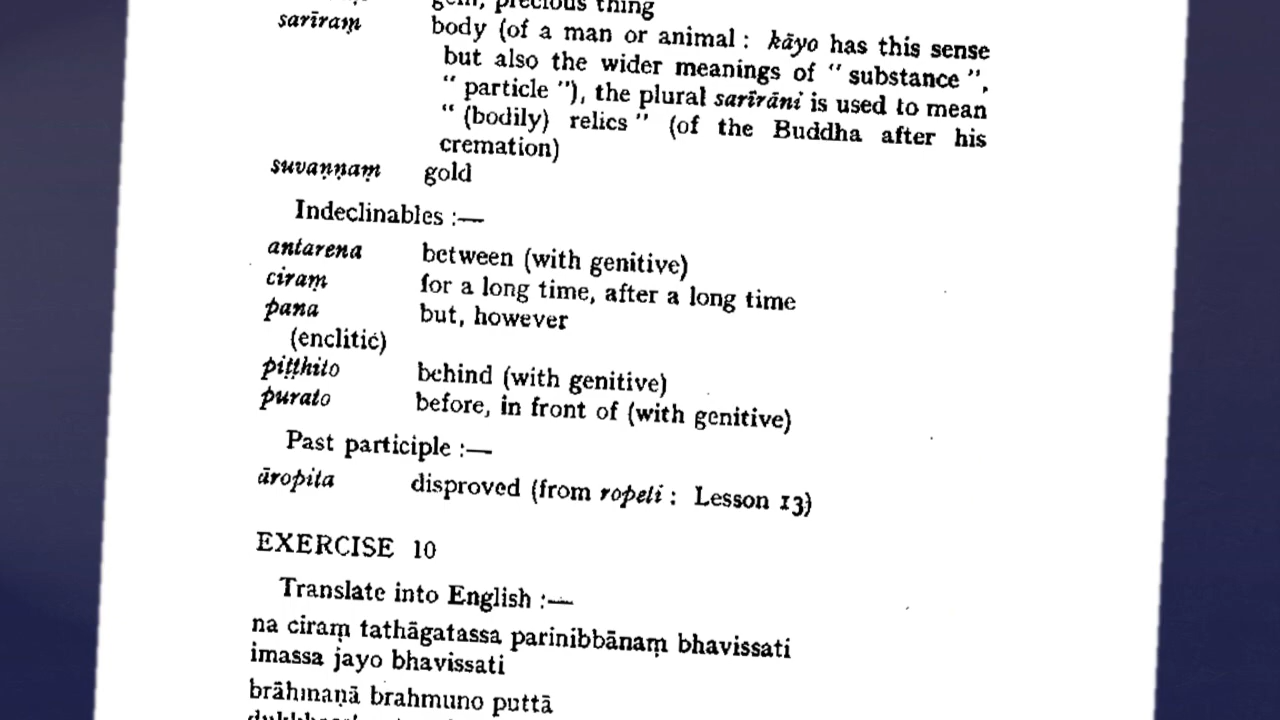 gem, precious thing
sarīraṃ body (of a man or animal : kāyo has this sense
but also the wider meanings of “ substance ”,
“ particle ”), the plural sarīrāni is used to mean
“ (bodily) relics ” (of the Buddha after his
cremation)
suvaṇṇaṃ gold
Indeclinables :—
antarena between (with genitive)
ciraṃ for a long time, after a long time
pana but, however
(enclitic)
piṭṭhito behind (with genitive)
purato before, in front of (with genitive)
Past participle :—
āropita disproved (from ropeti : Lesson 13)
EXERCISE 10
Translate into English :—
na ciraṃ tathāgatassa parinibbānaṃ bhavissati
imassa jayo bhavissati
brāhmaṇā brahmuno puttā